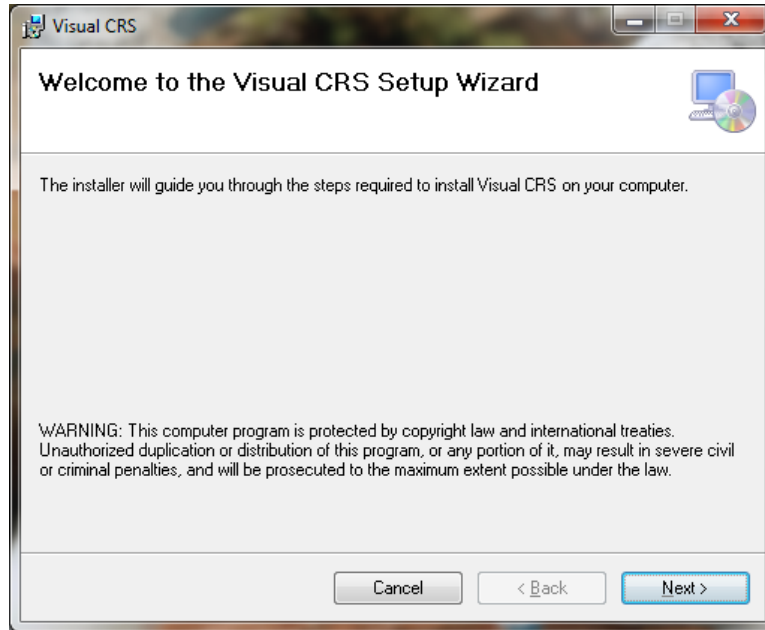 Visual CRS
Welcome to the Visual CRS Setup Wizard
The installer will guide you through the steps required to install Visual CRS on your computer.
WARNING: This computer program is protected by copyright law and international treaties.
Unauthorized duplication or distribution of this program, or any portion of it, may result in severe civil
or criminal penalties, and will be prosecuted to the maximum extent possible under the law.
Cancel < Back Next >